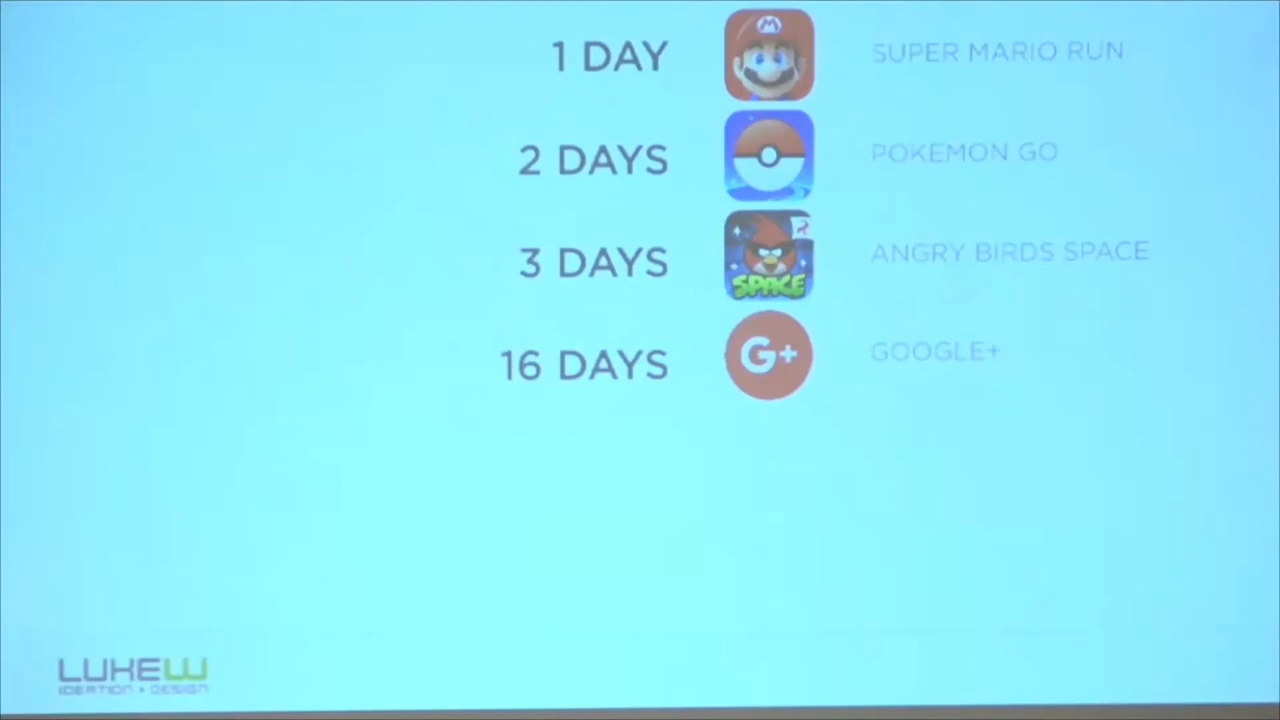 1 DAY SUPER MARIO RUN
2 DAYS POKEMON GO
3 DAYS ANGRY BIRDS SPACE
SPACE
16 DAYS G+ GOOGLE+
LUKEW
IDEATION + DESIGN